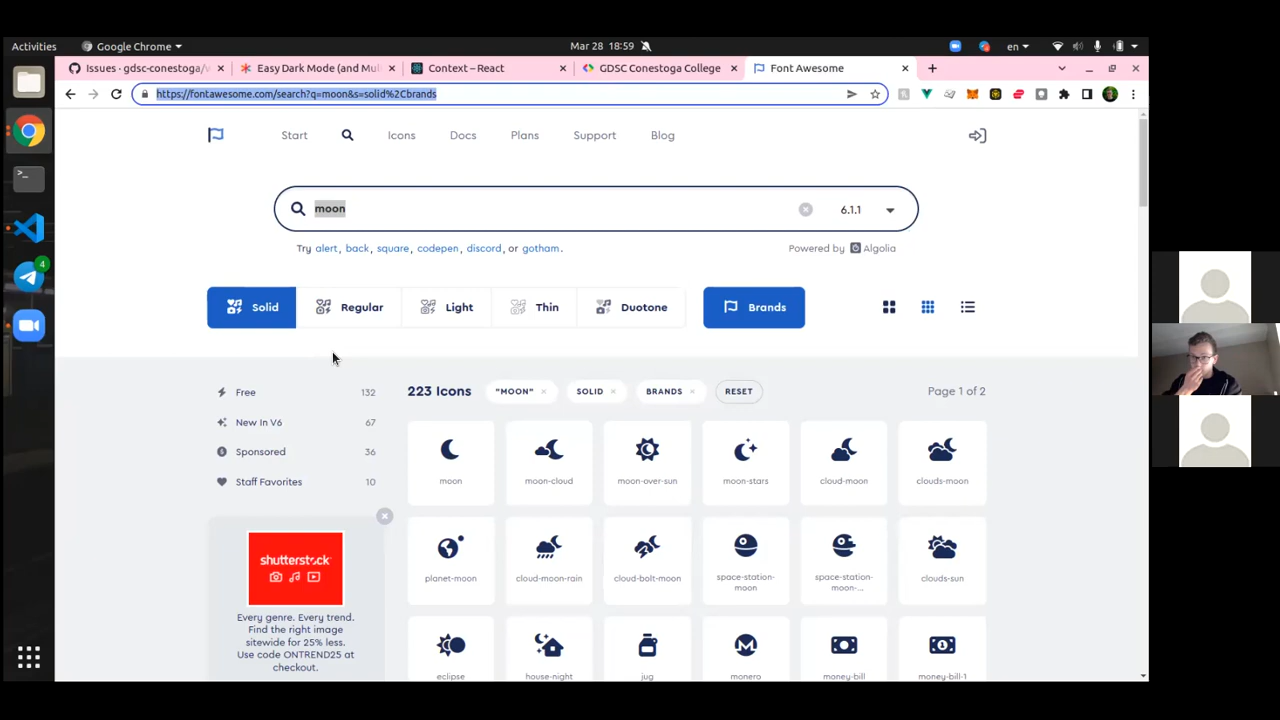 Activities
Google Chrome
Mar 28 18:59
en
Issues · gdsc-conestoga/
Easy Dark Mode (and Mul
Context – React
GDSC Conestoga College
Font Awesome
https://fontawesome.com/search?q=moon&s=solid%2Cbrands
Start
Icons
Docs
Plans
Support
Blog
moon
6.1.1
4
Try alert, back, square, codepen, discord, or gotham.
Powered by Algolia
Solid
Regular
Light
Thin
Duotone
Brands
Free 132
New In V6 67
Sponsored 36
Staff Favorites 10
223 Icons
"MOON" ×
SOLID ×
BRANDS ×
RESET
Page 1 of 2
moon
moon-cloud
moon-over-sun
moon-stars
cloud-moon
clouds-moon
planet-moon
cloud-moon-rain
cloud-bolt-moon
space-station-
moon
space-station-
moon-...
clouds-sun
eclipse
house-night
jug
monero
money-bill
money-bill-1
shutterstock
Every genre. Every trend.
Find the right image
sitewide for 25% less.
Use code ONTREND25 at
checkout.